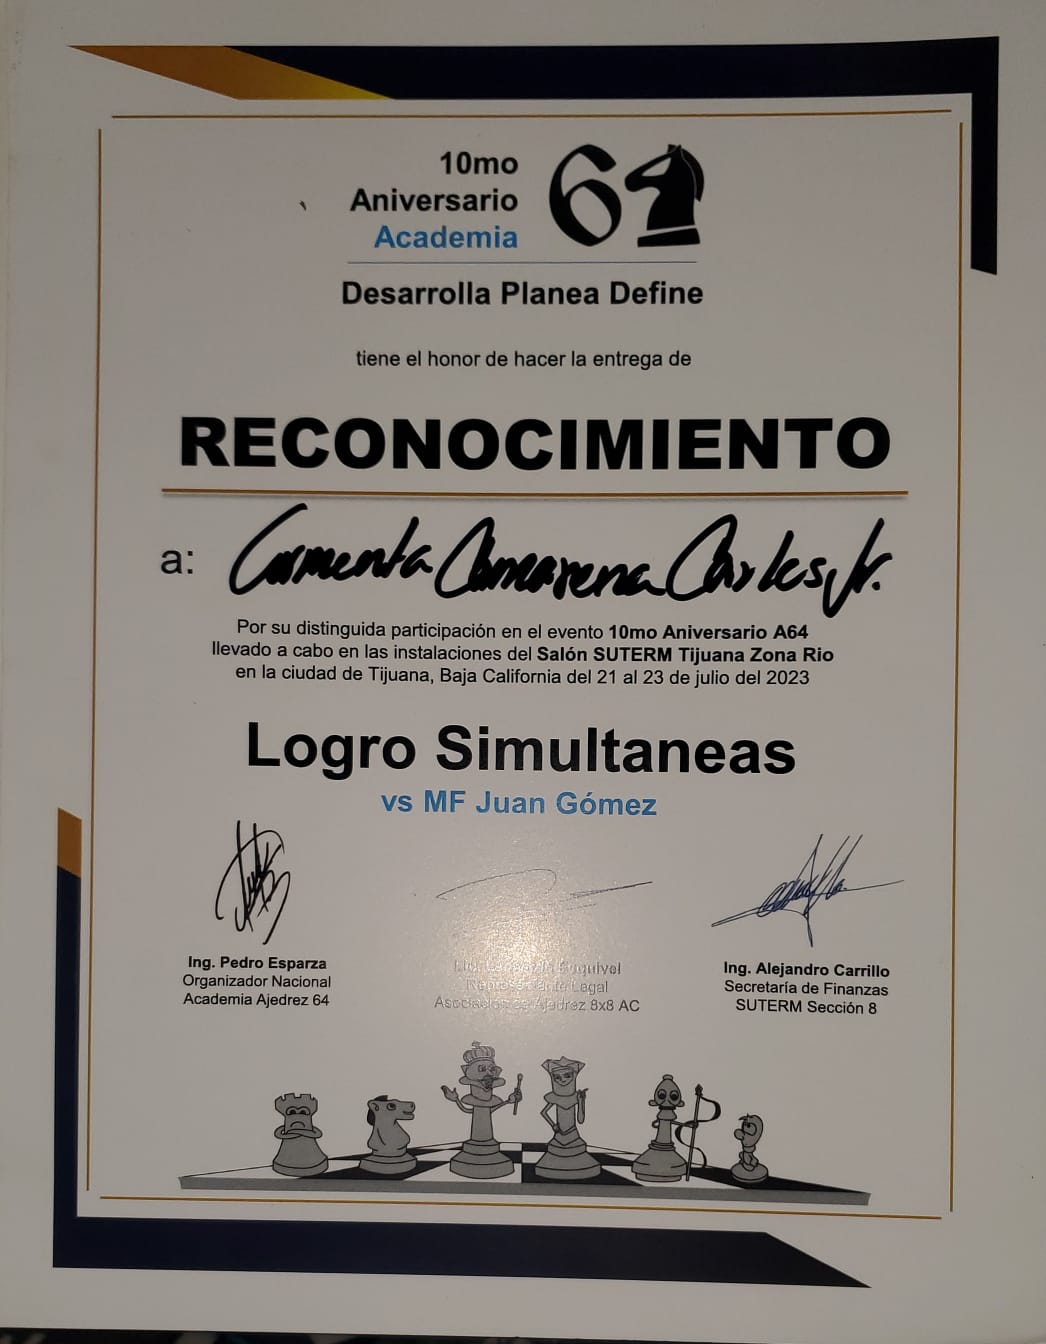 10mo
Aniversario
Academia
64
Desarrolla Planea Define
tiene el honor de hacer la entrega de
RECONOCIMIENTO
a: Carmenta Camarena Carlos Jr.
Por su distinguida participación en el evento 10mo Aniversario A64
llevado a cabo en las instalaciones del Salón SUTERM Tijuana Zona Rio
en la ciudad de Tijuana, Baja California del 21 al 23 de julio del 2023
Logro Simultaneas
vs MF Juan Gómez
Ing. Pedro Esparza
Organizador Nacional
Academia Ajedrez 64
Esquivel
Representante Legal
Asociación de Ajedrez 8x8 AC
Ing. Alejandro Carrillo
Secretaría de Finanzas
SUTERM Sección 8